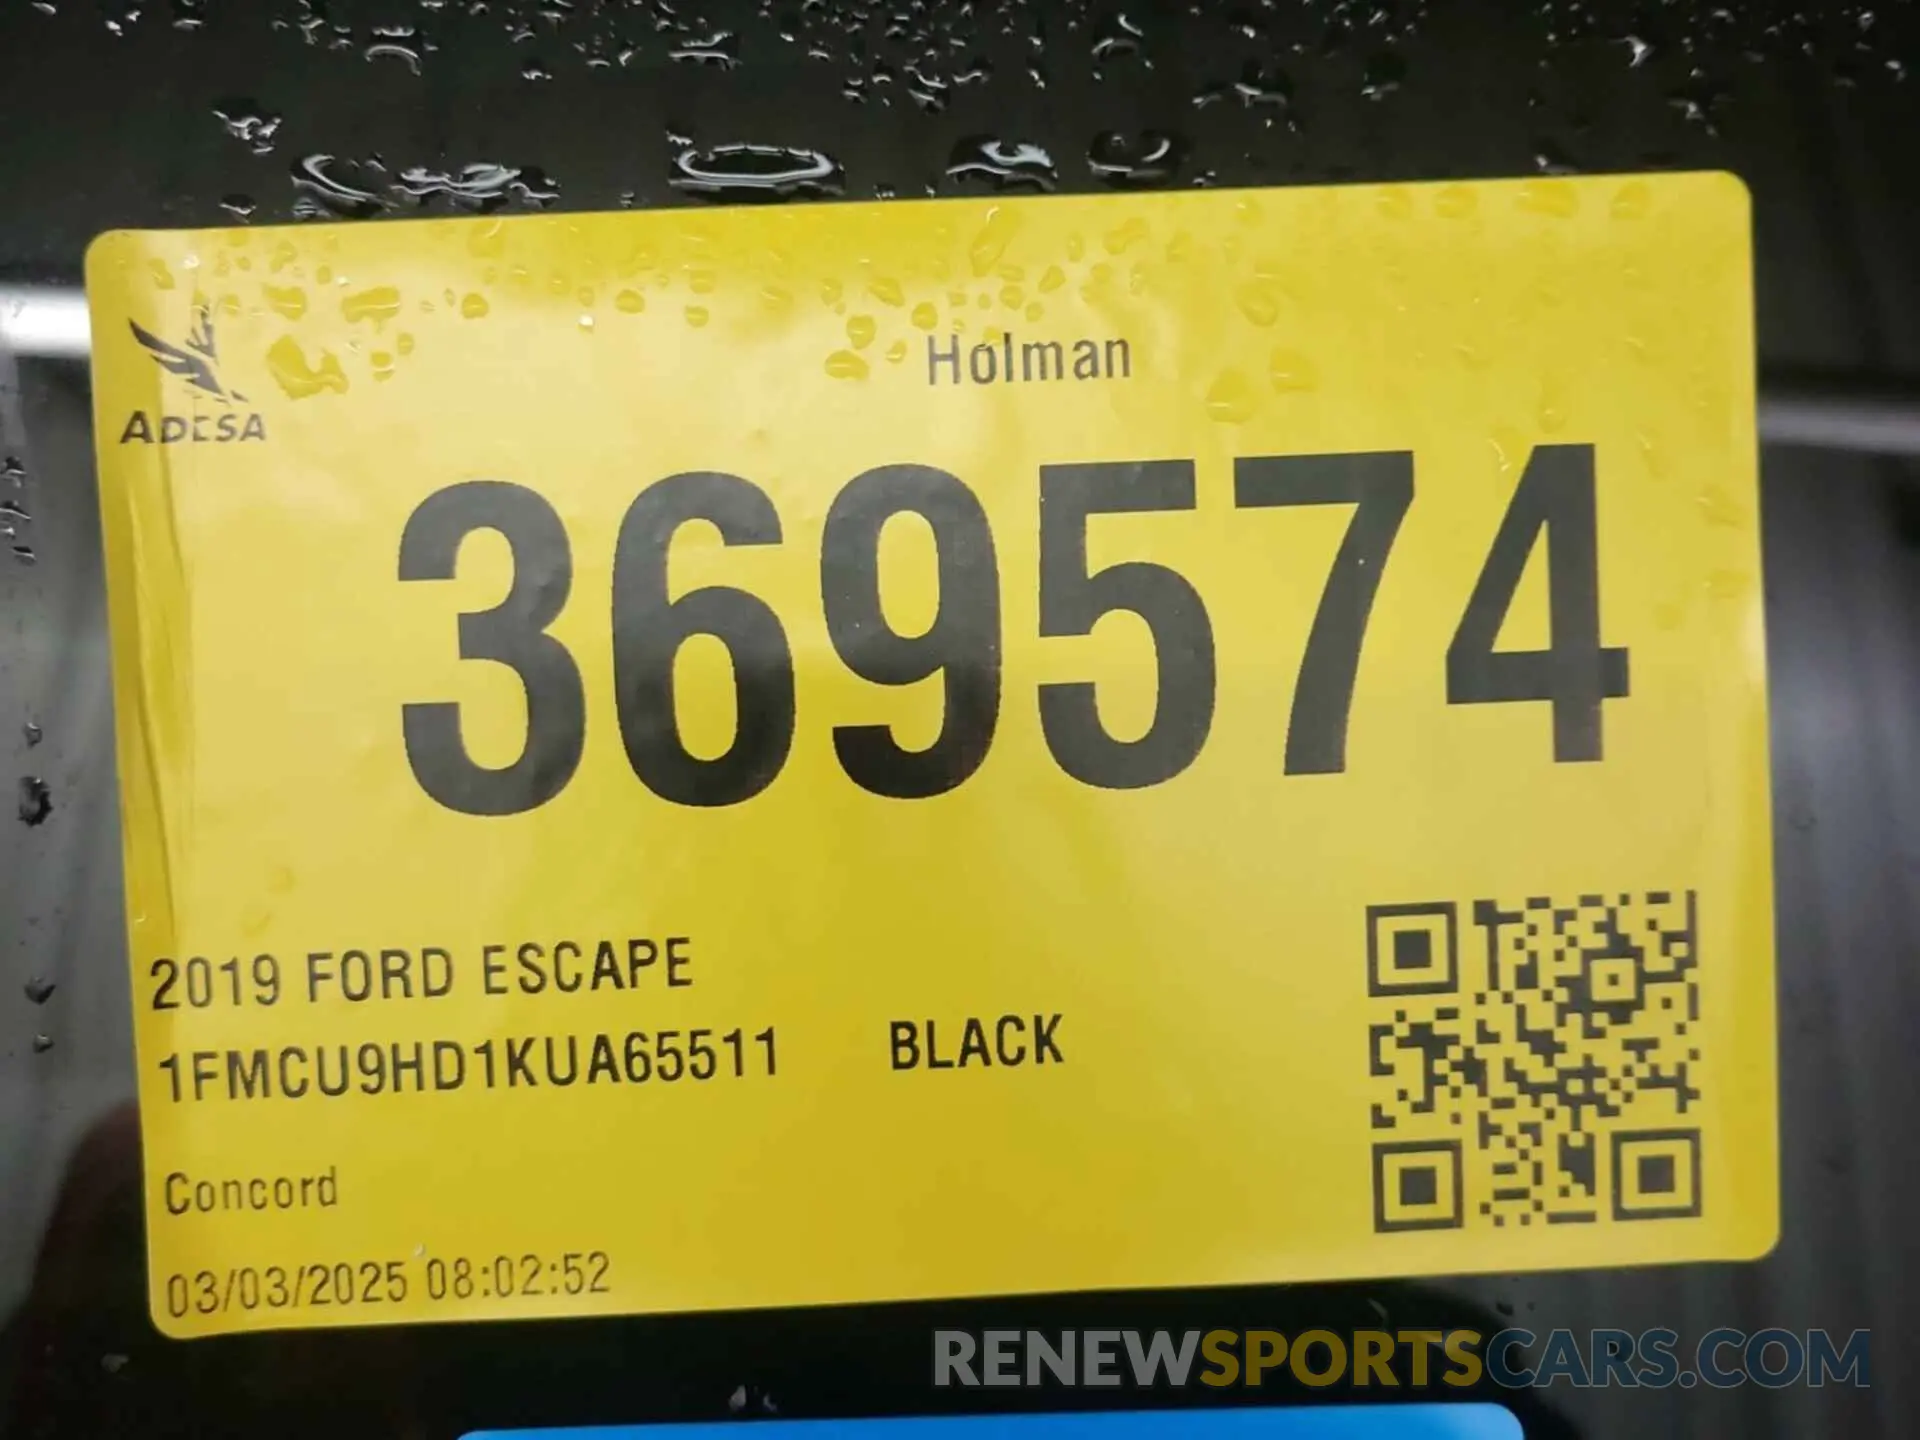 Holman
ADESA
369574
2019 FORD ESCAPE
1FMCU9HD1KUA65511 BLACK
Concord
03/03/2025 08:02:52
RENEWSPORTSCARS.COM